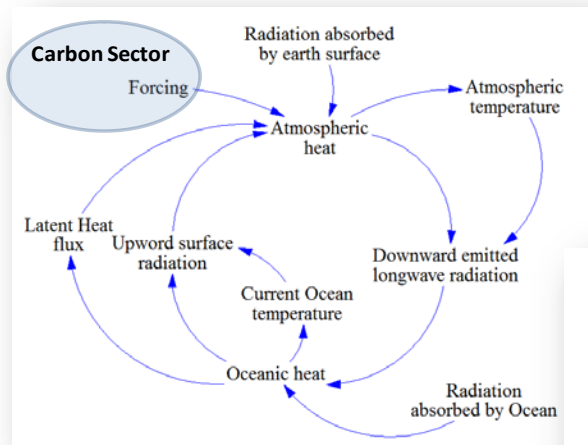 Radiation absorbed
by earth surface
Carbon Sector
Forcing
Atmospheric
temperature
Atmospheric
heat
Latent Heat
flux
Upword surface
radiation
Downward emitted
longwave radiation
Current Ocean
temperature
Oceanic heat
Radiation
absorbed by Ocean